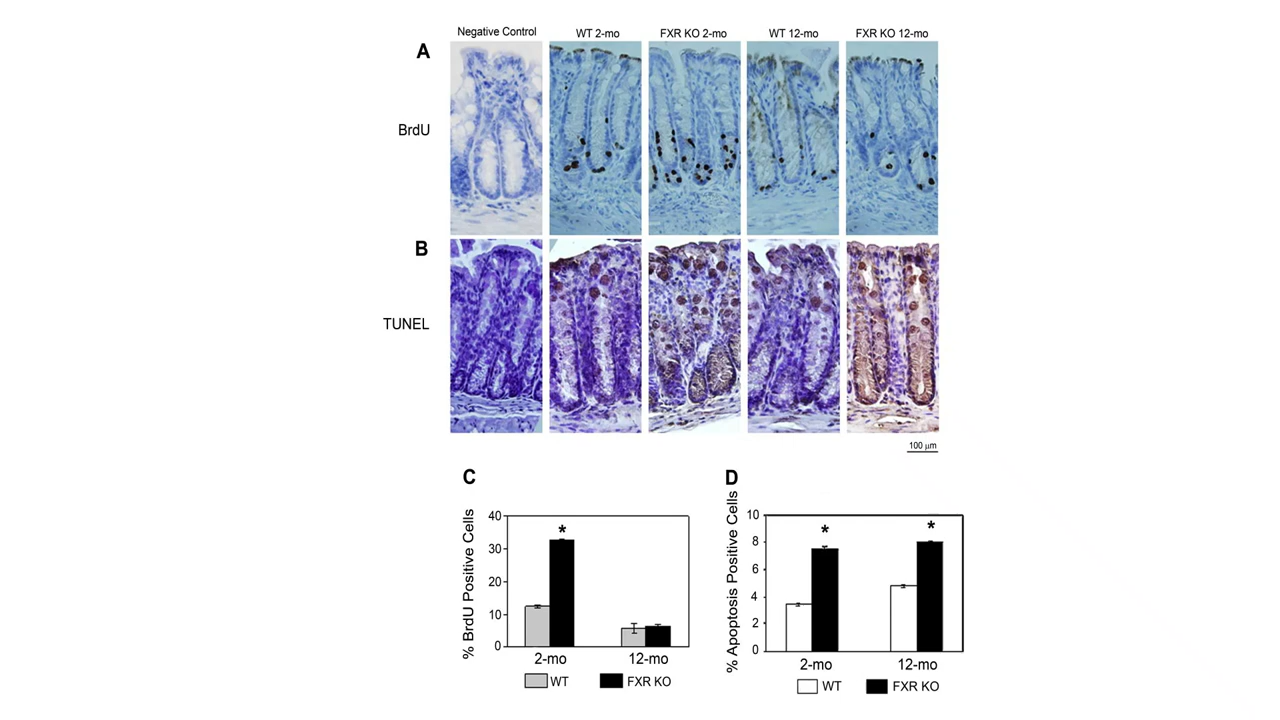 Negative Control
WT 2-mo
FXR KO 2-mo
WT 12-mo
FXR KO 12-mo
A
BrdU
B
TUNEL
100 μm
C
% BrdU Positive Cells
40
30
20
10
0
*
2-mo
12-mo
WT
FXR KO
D
% Apoptosis Positive Cells
10
8
6
4
2
0
*
*
2-mo
12-mo
WT
FXR KO